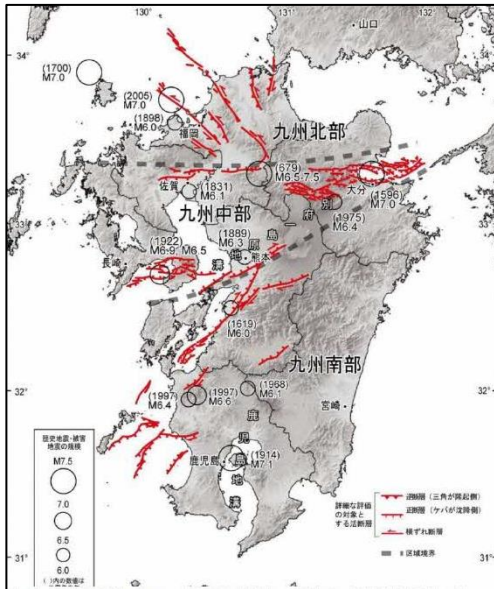 130
131
132
山口
34
(1700)
M7.0
(2005)
M7.0
(1898)
M6.0
福岡
九州北部
(679)
M6.5-7.5
佐賀
(1831)
M6.1
大分
(1596)
M7.0
別府
(1975)
M6.4
33
九州中部
(1922)
M6.9, M6.5
(1889)
M6.3
島原
熊本
長崎
地溝
(1619)
M6.0
九州南部
32°
(1997)
M6.4
(1997)
M6.6
(1968)
M6.1
宮崎
鹿児島
(1914)
M7.1
鹿児島地溝
31°
歴史地震・被害
地震の規模
M7.5
7.0
6.5
6.0
( )内の数値は
詳細な評価
の対象と
する活断層
逆断層(三角が隆起側)
正断層(ケバが沈降側)
横ずれ断層
区域境界